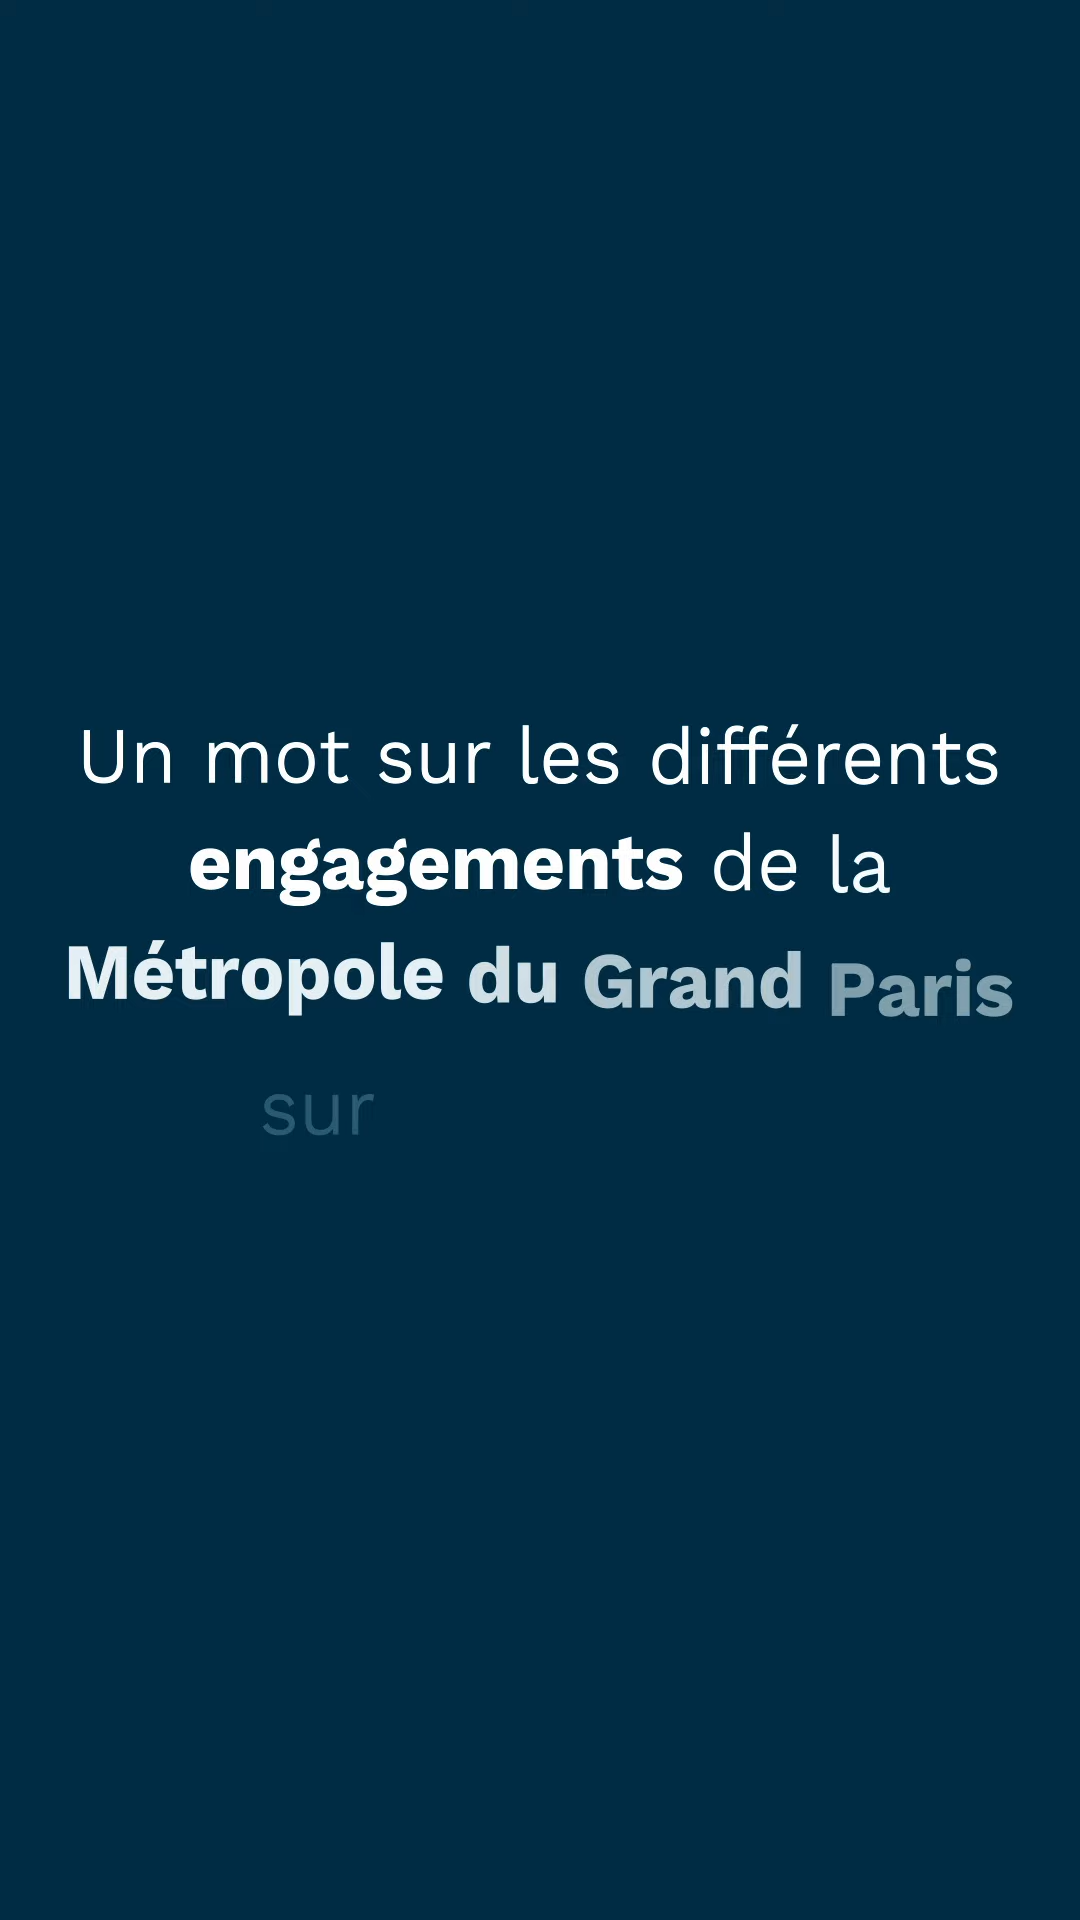 Un mot sur les différents
engagements de la
Métropole du Grand Paris
sur